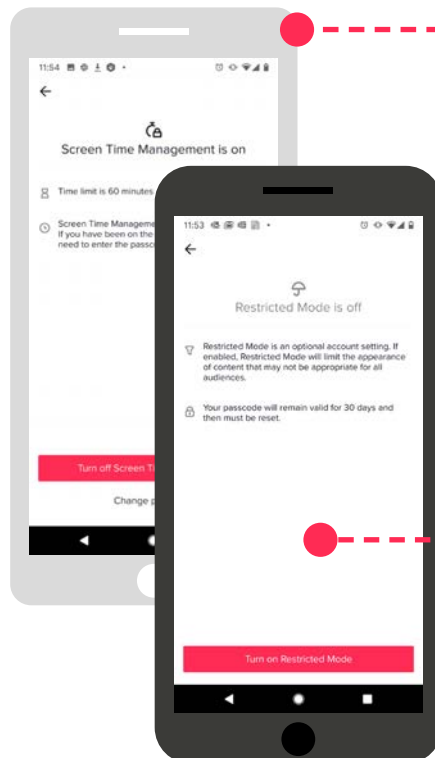 11:54
Screen Time Management is on
Time limit is 60 minutes
Screen Time Manageme
If you have been on the
need to enter the passc
Turn off Screen Ti
Change p
11:53
Restricted Mode is off
Restricted Mode is an optional account setting. If
enabled, Restricted Mode will limit the appearance
of content that may not be appropriate for all
audiences.
Your passcode will remain valid for 30 days and
then must be reset.
Turn on Restricted Mode